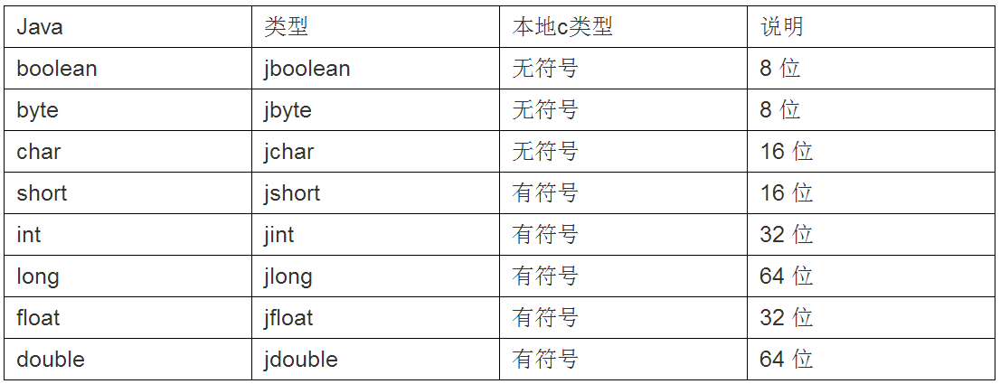 Java 类型 本地c类型 说明
boolean jboolean 无符号 8 位
byte jbyte 无符号 8 位
char jchar 无符号 16 位
short jshort 有符号 16 位
int jint 有符号 32 位
long jlong 有符号 64 位
float jfloat 有符号 32 位
double jdouble 有符号 64 位